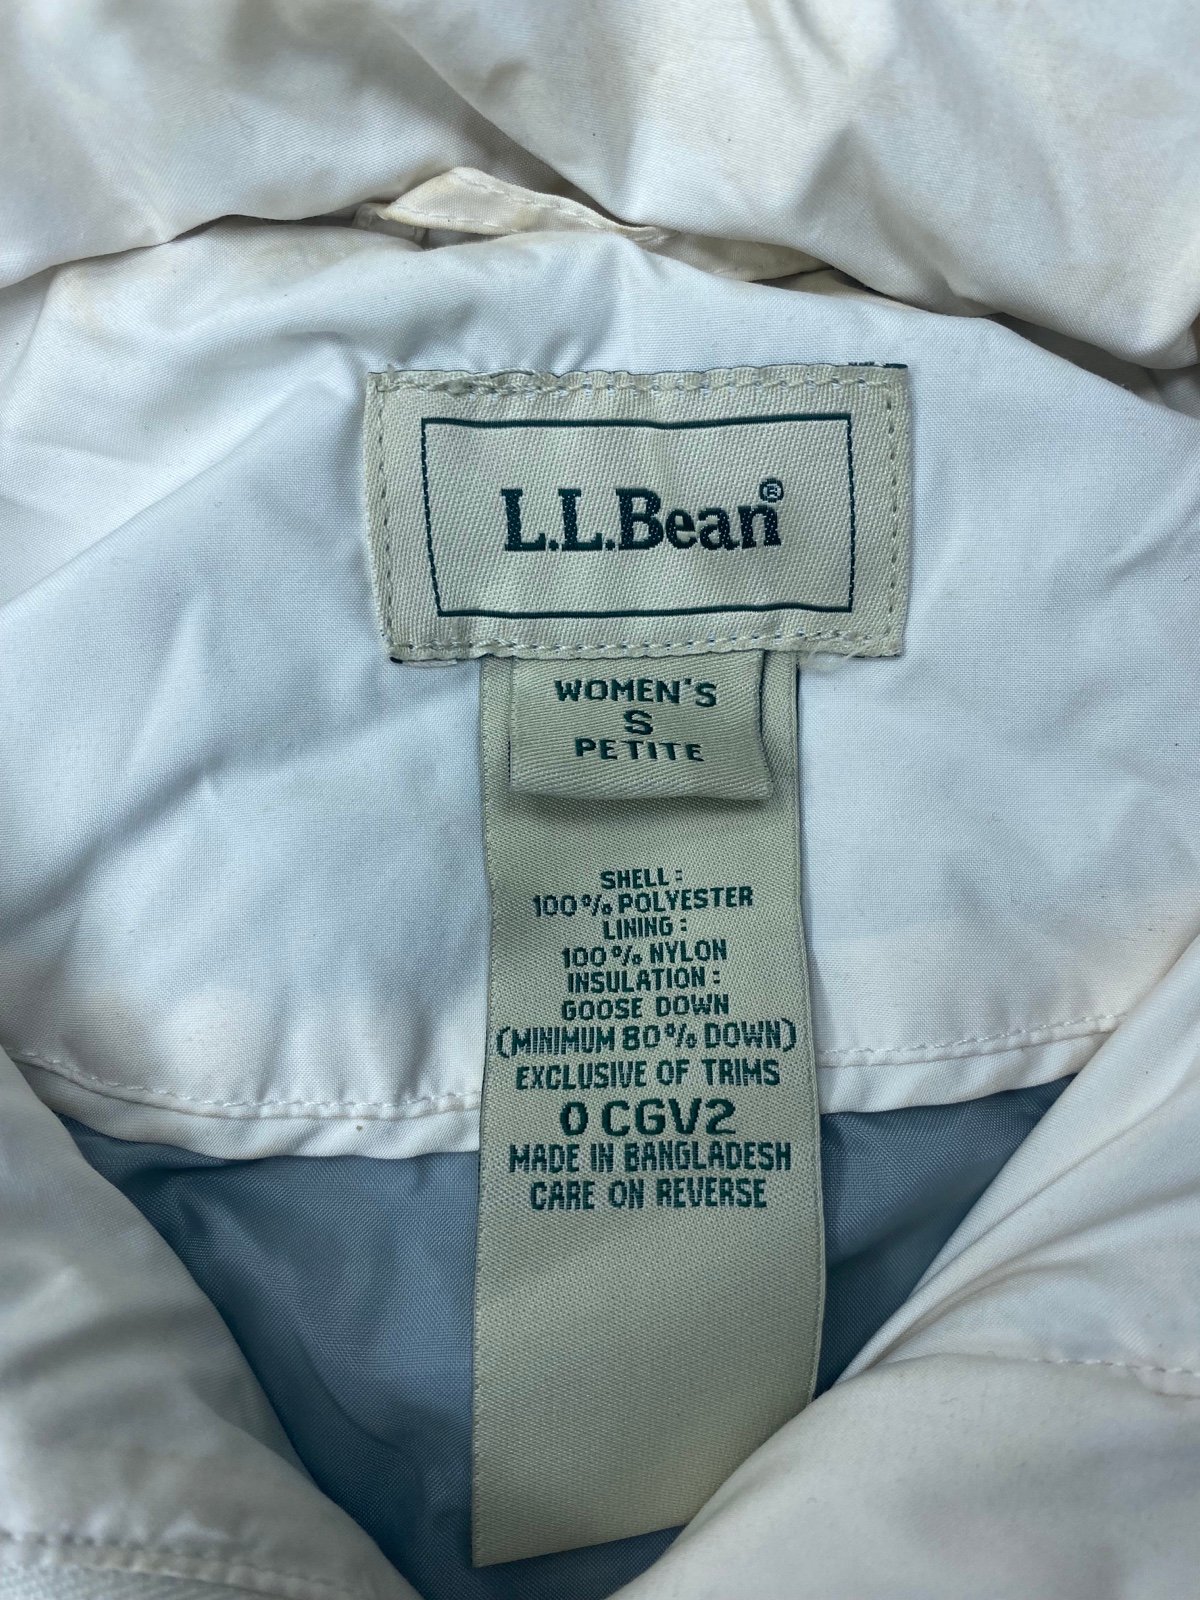 L.L.Bean®
WOMEN'S
S
PETITE
SHELL:
100% POLYESTER
LINING:
100% NYLON
INSULATION:
GOOSE DOWN
(MINIMUM 80% DOWN)
EXCLUSIVE OF TRIMS
0 CGV2
MADE IN BANGLADESH
CARE ON REVERSE